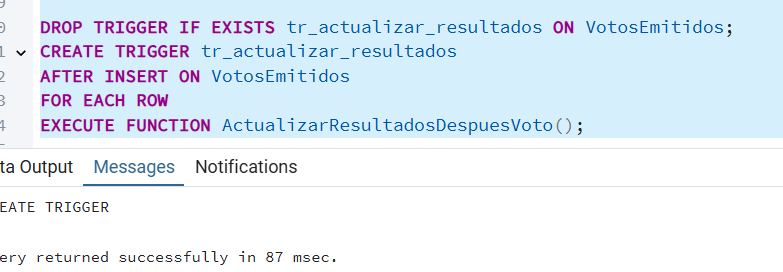 DROP TRIGGER IF EXISTS tr_actualizar_resultados ON VotosEmitidos;
CREATE TRIGGER tr_actualizar_resultados
AFTER INSERT ON VotosEmitidos
FOR EACH ROW
EXECUTE FUNCTION ActualizarResultadosDespuesVoto();
ta Output Messages Notifications
EATE TRIGGER
ery returned successfully in 87 msec.